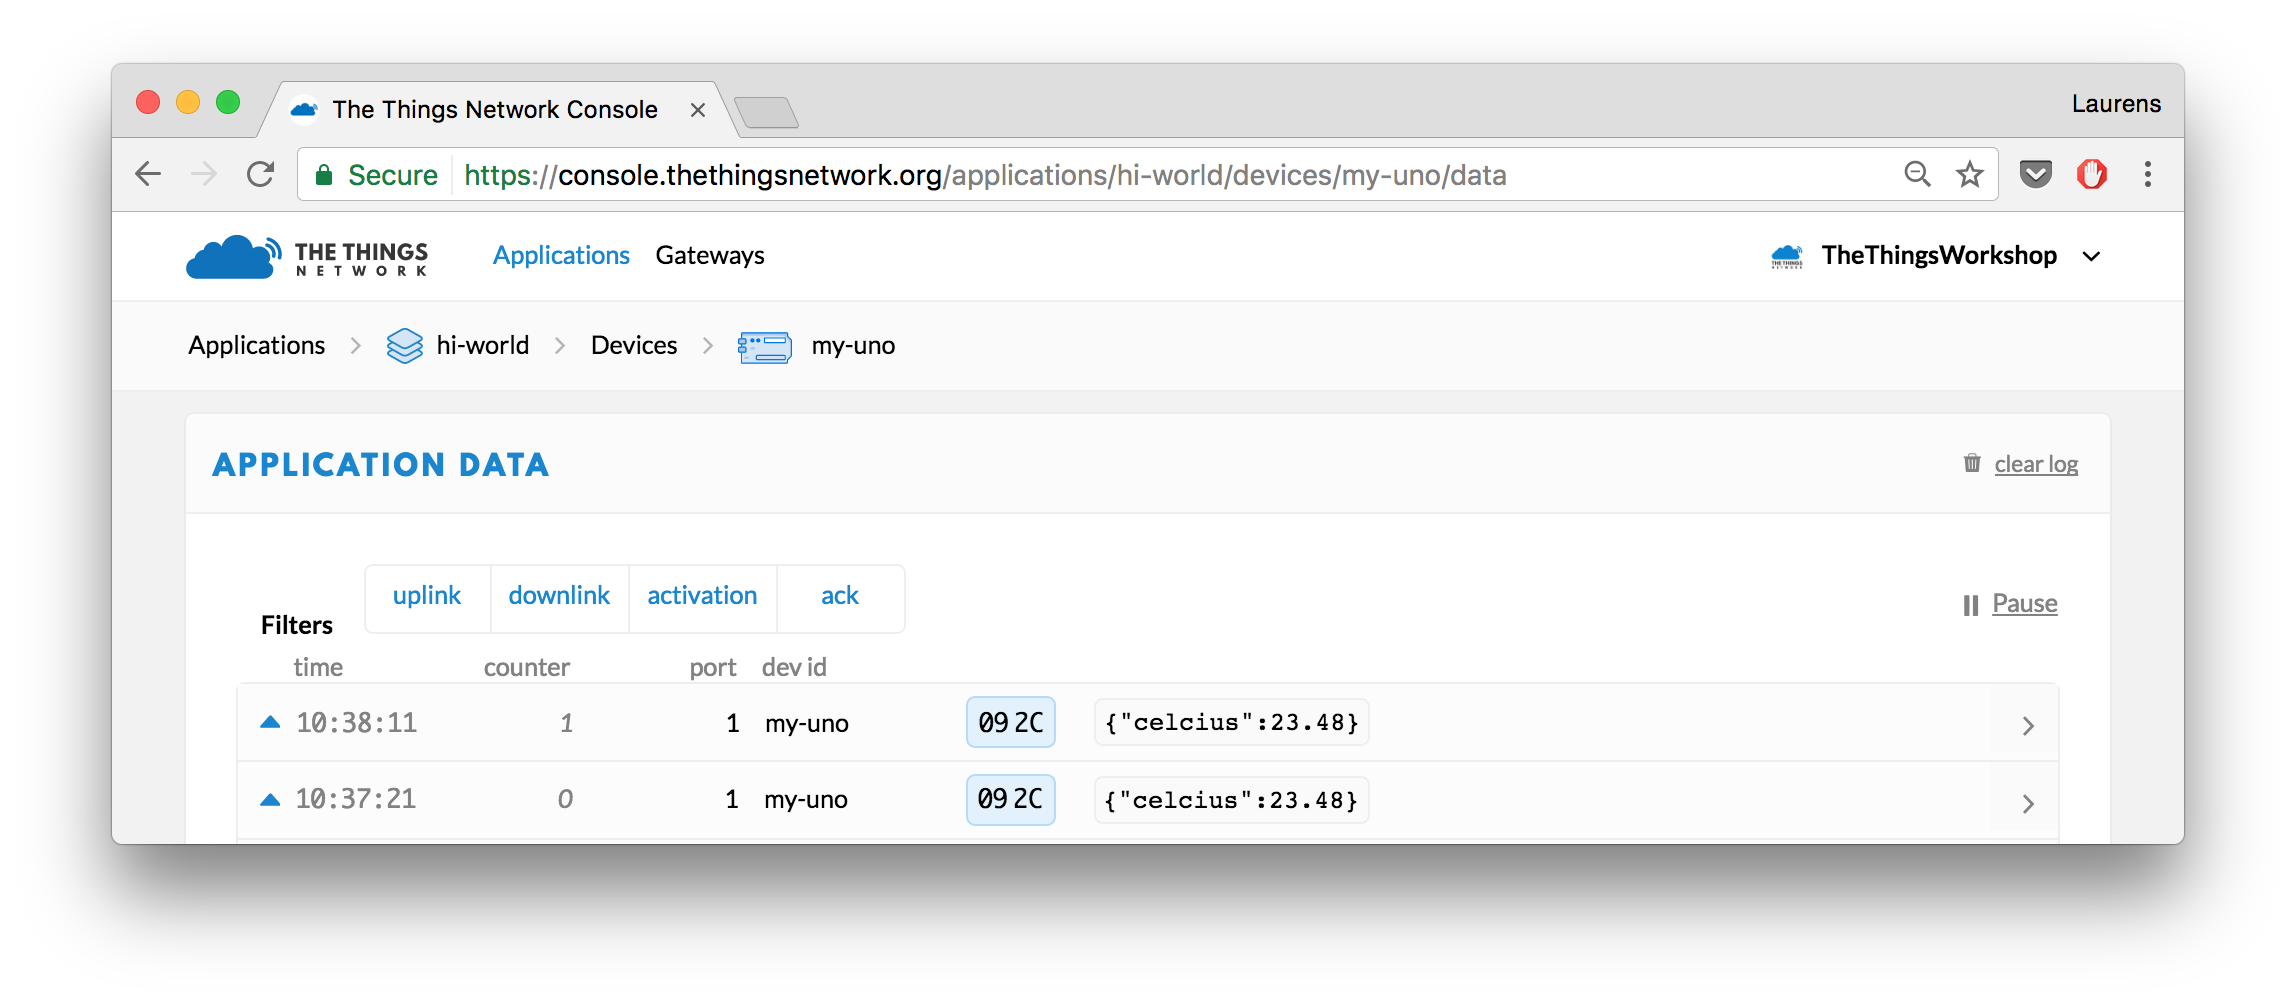 The Things Network Console
Laurens
Secure https://console.thethingsnetwork.org/applications/hi-world/devices/my-uno/data
THE THINGS
NETWORK
Applications Gateways
THE THINGS
NETWORK
TheThingsWorkshop
Applications hi-world Devices my-uno
APPLICATION DATA
clear log
Filters uplink downlink activation ack
Pause
time counter port dev id
10:38:11 1 1 my-uno 09 2C {"celcius":23.48}
10:37:21 0 1 my-uno 09 2C {"celcius":23.48}